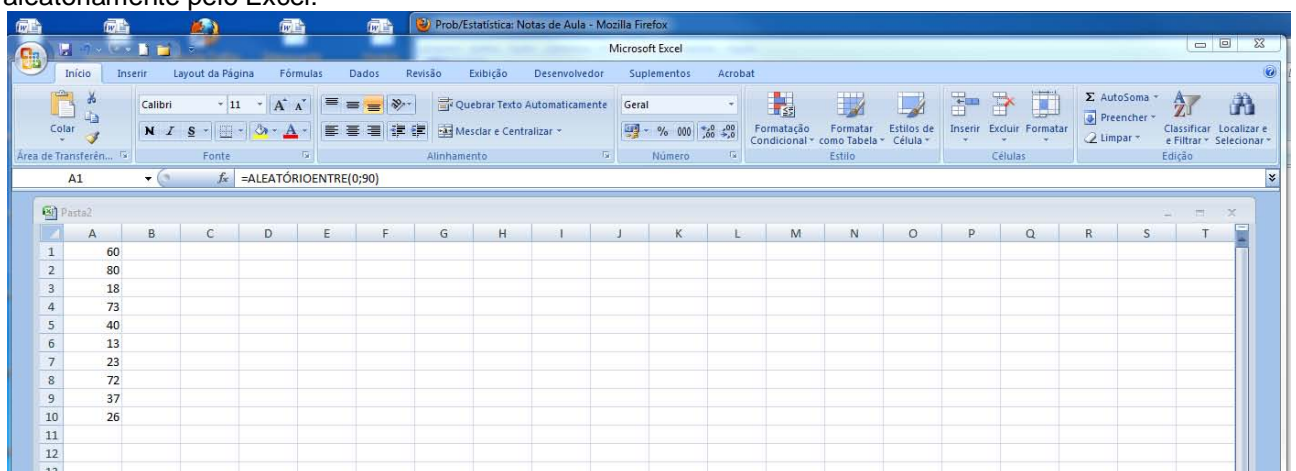 aleatoriamente pelo Excel.
Prob/Estatística: Notas de Aula - Mozilla Firefox
Microsoft Excel
Início Inserir Layout da Página Fórmulas Dados Revisão Exibição Desenvolvedor Suplementos Acrobat
Colar Calibri 11 A A Quebrar Texto Automaticamente Geral Formatação Condicional Formatar como Tabela Estilos de Célula Inserir Excluir Formatar Σ AutoSoma Preencher Limpar Classificar e Filtrar Localizar e Selecionar
N I S A Mesclar e Centralizar % 000
Área de Transferên... Fonte Alinhamento Número Estilo Células Edição
A1 fx =ALEATÓRIOENTRE(0;90)
Pasta2
A B C D E F G H I J K L M N O P Q R S T
1 60
2 80
3 18
4 73
5 40
6 13
7 23
8 72
9 37
10 26
11
12